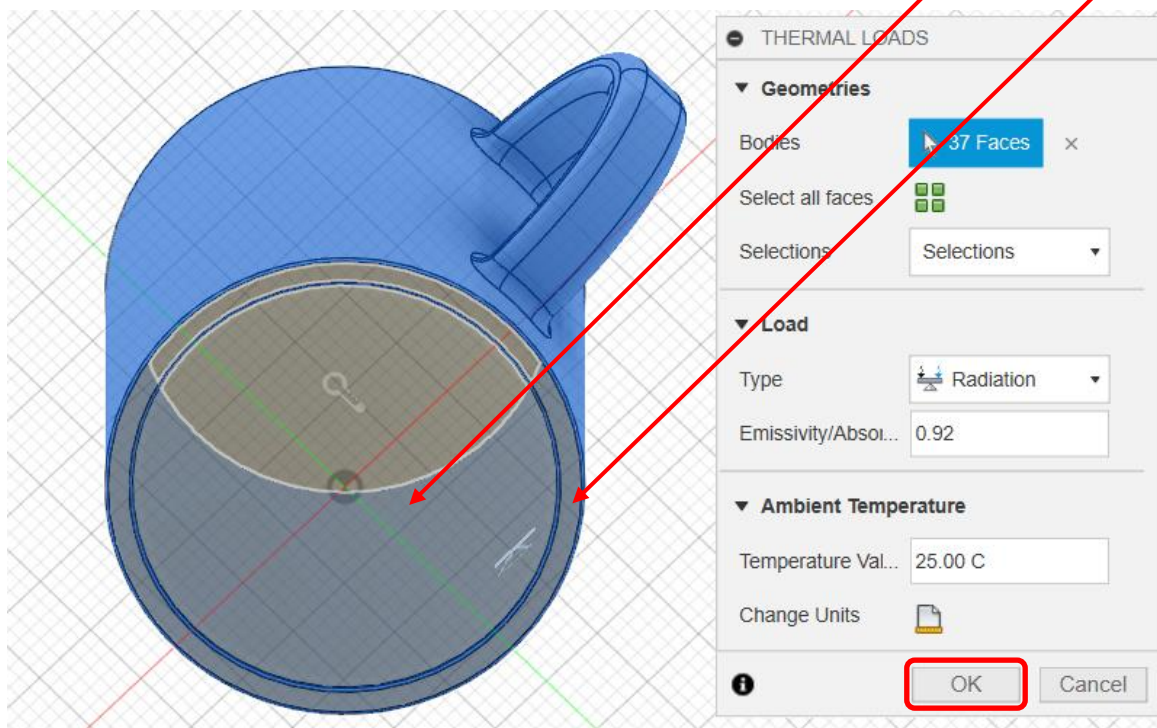 THERMAL LOADS
Geometries
Bodies 37 Faces
Select all faces
Selections Selections
Load
Type Radiation
Emissivity/Absor... 0.92
Ambient Temperature
Temperature Val... 25.00 C
Change Units
OK Cancel